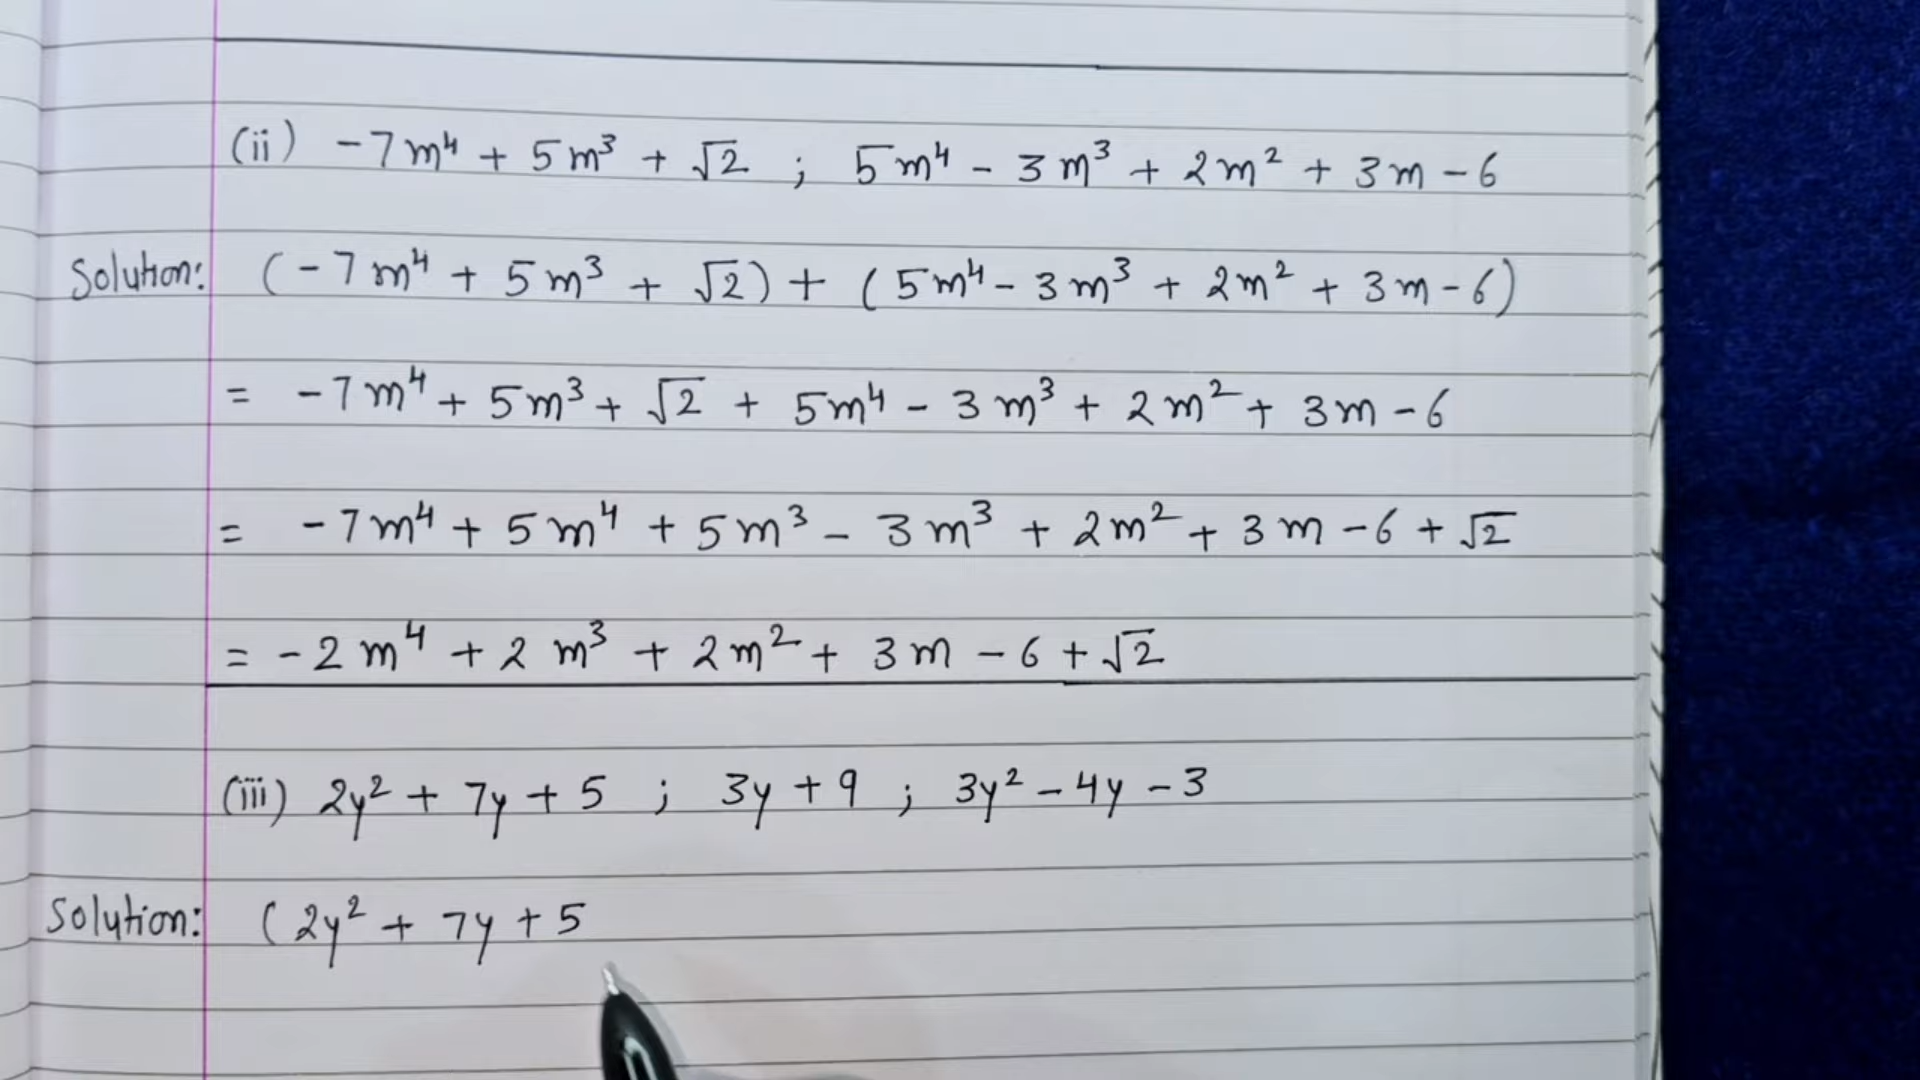 (ii) -7m⁴ + 5m³ + √2 ; 5m⁴ - 3m³ + 2m² + 3m - 6
Solution: (-7m⁴ + 5m³ + √2) + (5m⁴ - 3m³ + 2m² + 3m - 6)
= -7m⁴ + 5m³ + √2 + 5m⁴ - 3m³ + 2m² + 3m - 6
= -7m⁴ + 5m⁴ + 5m³ - 3m³ + 2m² + 3m - 6 + √2
= -2m⁴ + 2m³ + 2m² + 3m - 6 + √2
(iii) 2y² + 7y + 5 ; 3y + 9 ; 3y² - 4y - 3
Solution: (2y² + 7y + 5